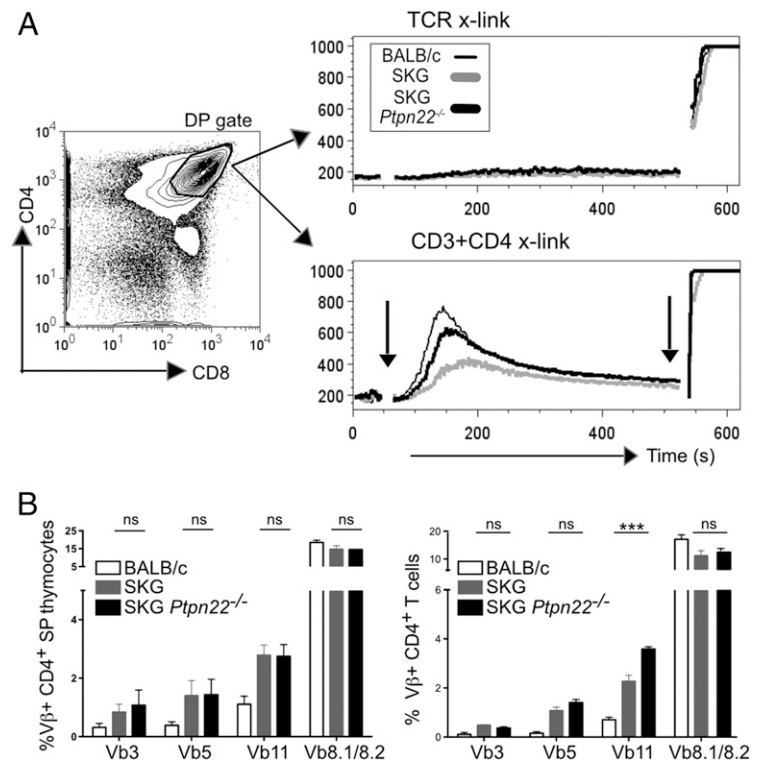 A
TCR x-link
1000
800
600
400
200
0 200 400 600
BALB/c
SKG
SKG
Ptpn22-/-
DP gate
CD4
10^4
10^3
10^2
10^1
10^0
10^0 10^1 10^2 10^3 10^4
CD8
CD3+CD4 x-link
1000
800
600
400
200
0 200 400 600
Time (s)
B
%Vβ+ CD4+ SP thymocytes
ns ns ns ns
25
15
5
4
2
0
BALB/c
SKG
SKG Ptpn22-/-
Vb3 Vb5 Vb11 Vb8.1/8.2
% Vβ+ CD4+ T cells
ns ns *** ns
20
10
6
4
2
0
BALB/c
SKG
SKG Ptpn22-/-
Vb3 Vb5 Vb11 Vb8.1/8.2